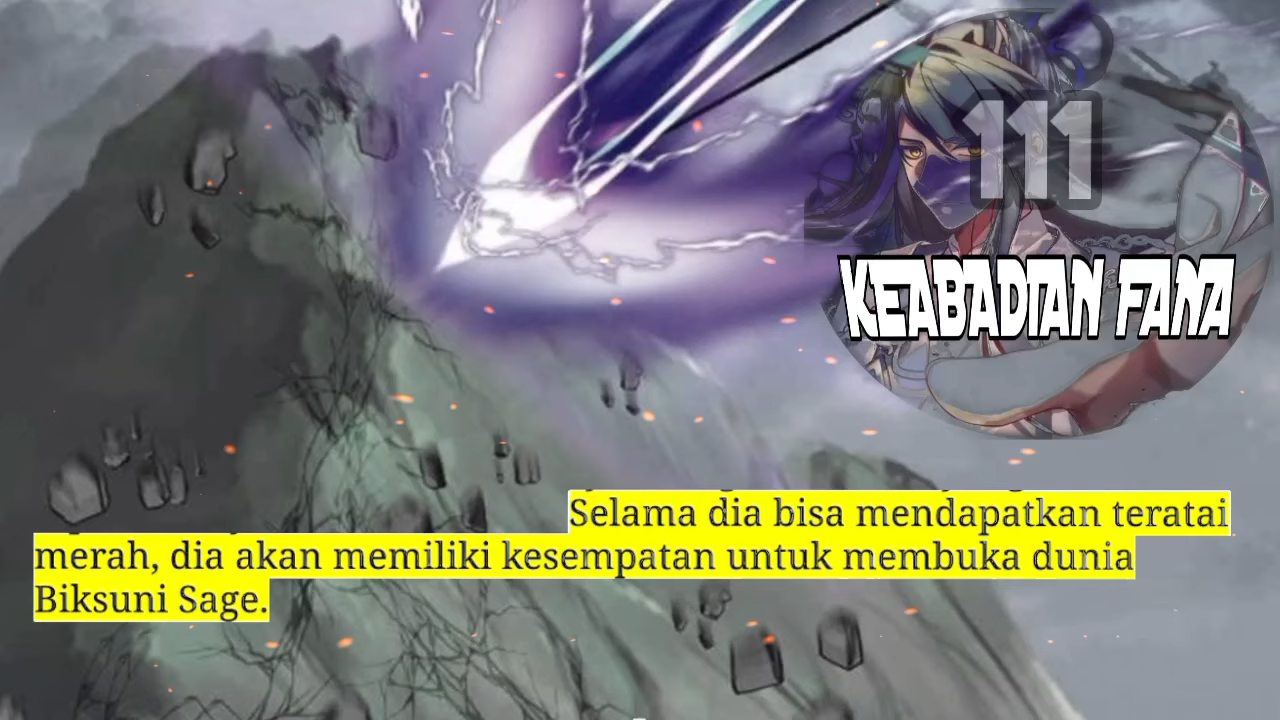 111
KEABADIAN FANA
Selama dia bisa mendapatkan teratai
merah, dia akan memiliki kesempatan untuk membuka dunia
Biksuni Sage.